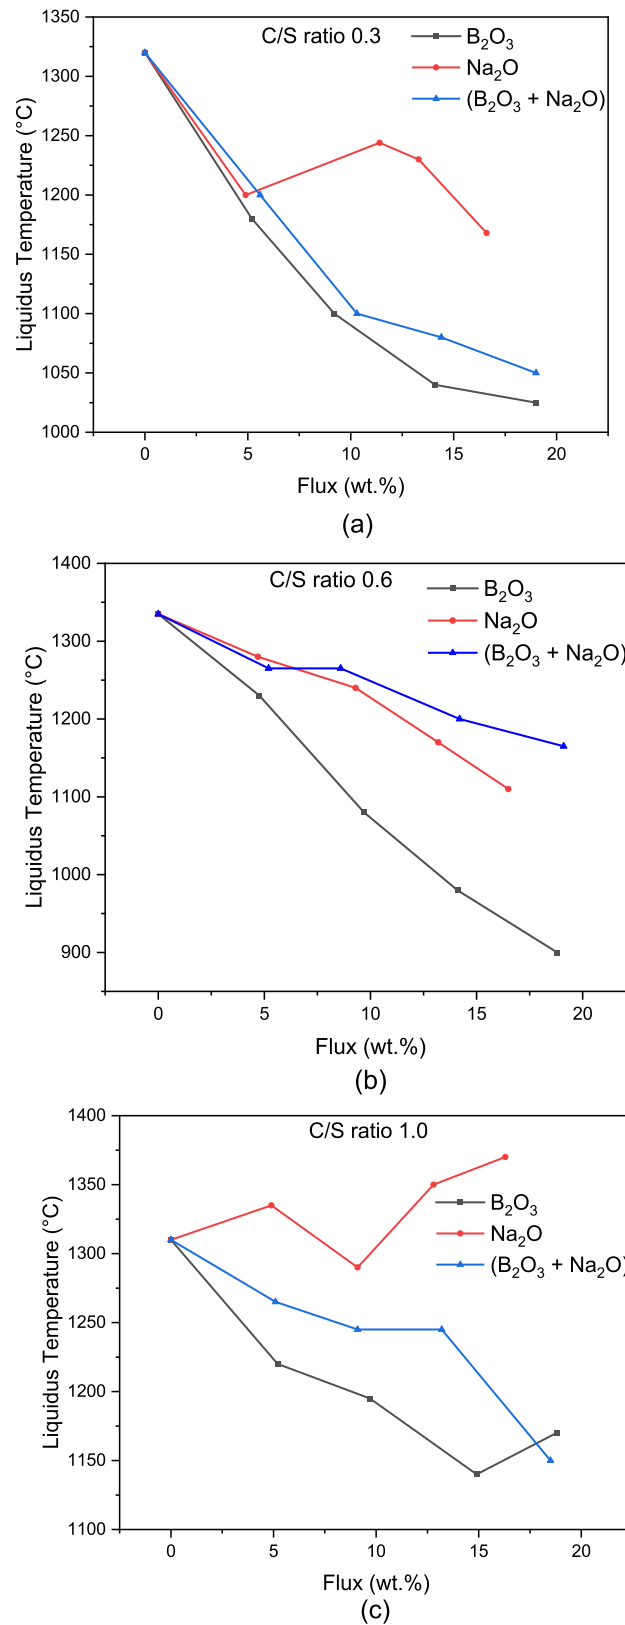 C/S ratio 0.3
B₂O₃
Na₂O
(B₂O₃ + Na₂O)
1350
1300
1250
1200
1150
1100
1050
1000
Liquidus Temperature (°C)
0 5 10 15 20
Flux (wt.%)
(a)
C/S ratio 0.6
B₂O₃
Na₂O
(B₂O₃ + Na₂O)
1400
1300
1200
1100
1000
900
Liquidus Temperature (°C)
0 5 10 15 20
Flux (wt.%)
(b)
C/S ratio 1.0
B₂O₃
Na₂O
(B₂O₃ + Na₂O)
1400
1350
1300
1250
1200
1150
1100
Liquidus Temperature (°C)
0 5 10 15 20
Flux (wt.%)
(c)